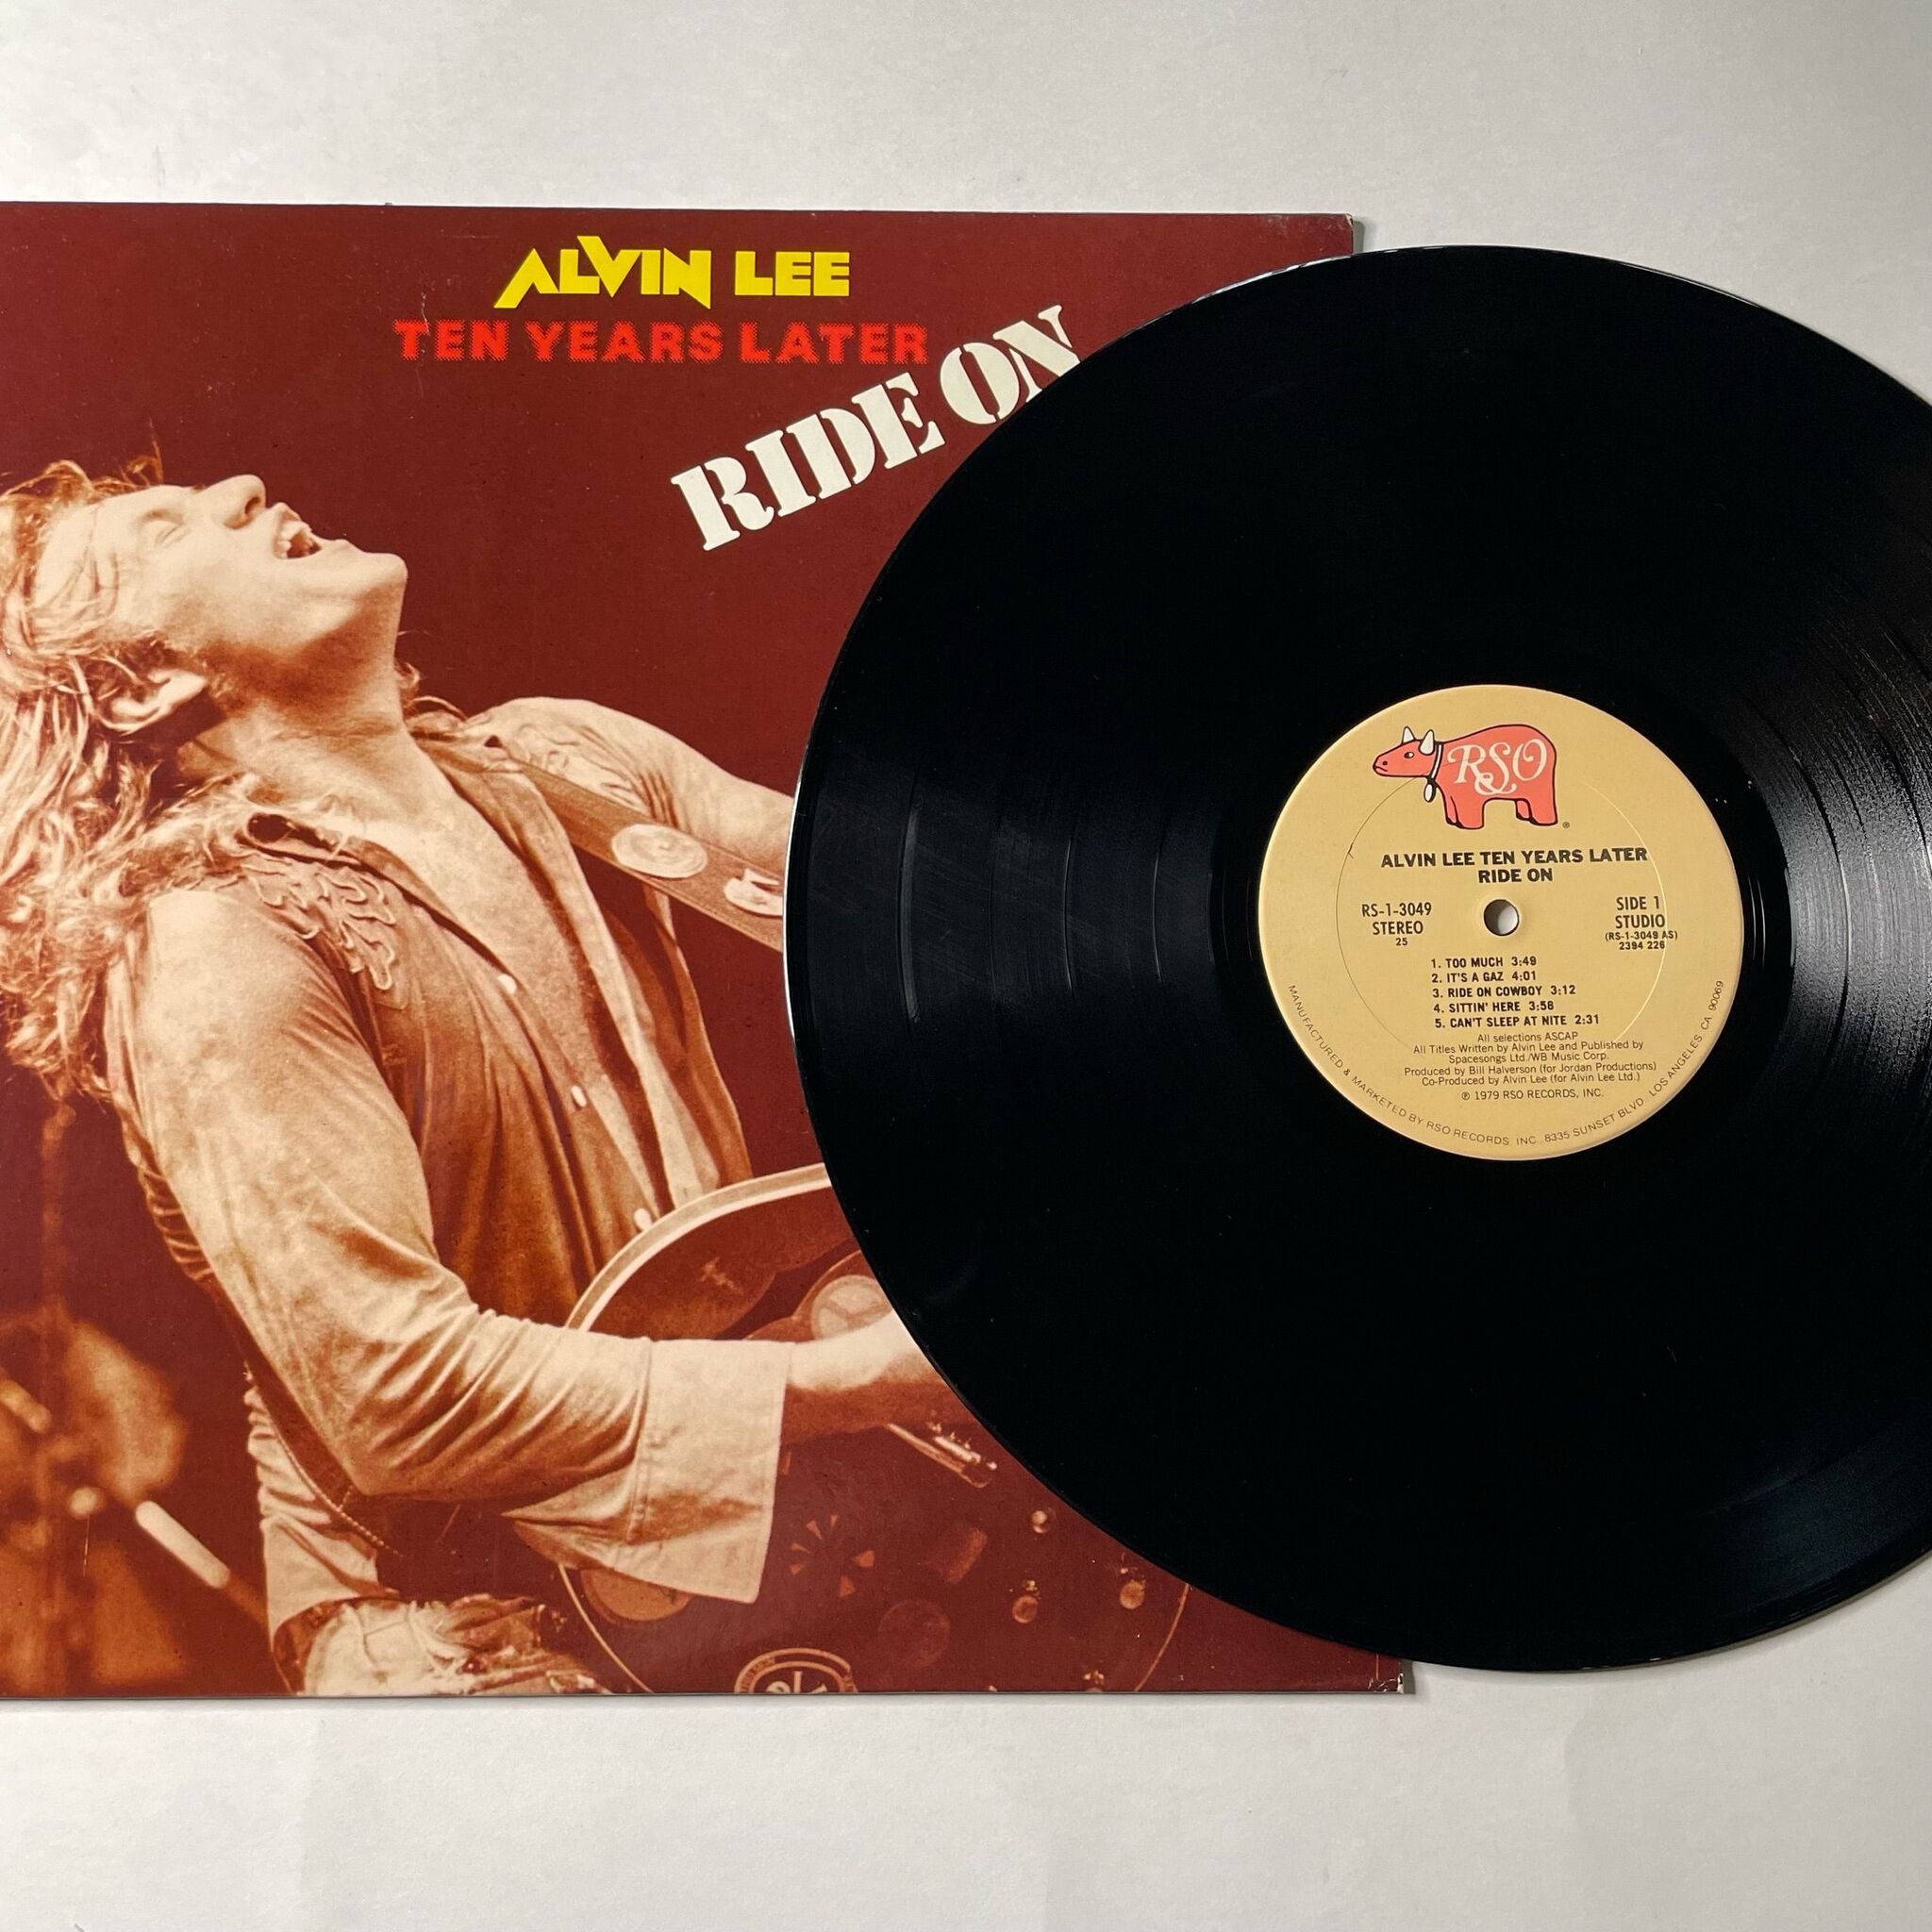 ALVIN LEE
TEN YEARS LATER
RIDE ON
RSO
®
ALVIN LEE TEN YEARS LATER
RIDE ON
RS-1-3049
STEREO
25
SIDE 1
STUDIO
(RS-1-3049 AS)
2394 226
1. TOO MUCH 3:49
2. IT'S A GAZ 4:01
3. RIDE ON COWBOY 3:12
4. SITTIN' HERE 3:58
5. CAN'T SLEEP AT NITE 2:31
All selections ASCAP
All Titles Written by Alvin Lee and Published by
Spacesongs Ltd./WB Music Corp.
Produced by Bill Halverson (for Jordan Productions)
Co-Produced by Alvin Lee (for Alvin Lee Ltd.)
℗ 1979 RSO RECORDS, INC.
MANUFACTURED & MARKETED BY RSO RECORDS INC. 8335 SUNSET BLVD LOS ANGELES CA 90069